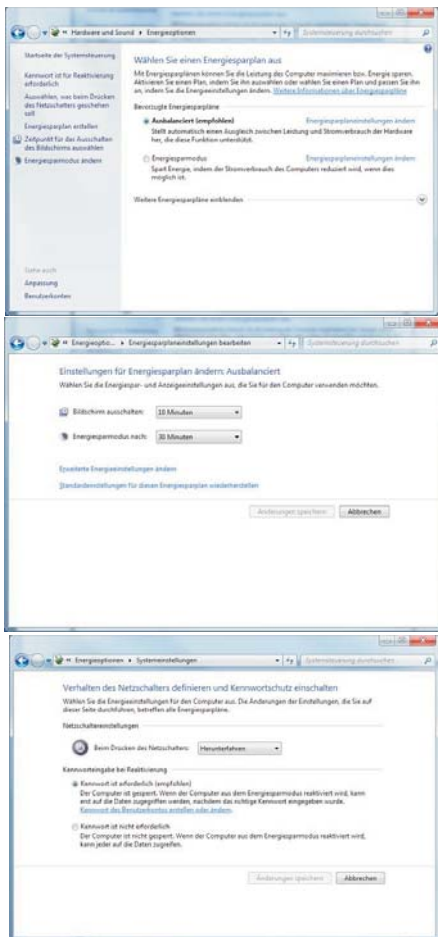 Hardware und Sound ▸ Energieoptionen
Systemsteuerung durchsuchen
Startseite der Systemsteuerung
Kennwort ist für Reaktivierung
erforderlich
Auswählen, was beim Drücken
des Netzschalters geschehen
soll
Energiesparplan erstellen
Zeitpunkt für das Ausschalten
des Bildschirms auswählen
Energiesparmodus ändern
Siehe auch
Anpassung
Benutzerkonten
Wählen Sie einen Energiesparplan aus
Mit Energiesparplänen können Sie die Leistung des Computer maximieren bzw. Energie sparen.
Aktivieren Sie einen Plan, indem Sie ihn auswählen oder wählen Sie einen Plan und passen Sie ihn
an, indem Sie die Energieeinstellungen ändern. Weitere Informationen über Energiesparpläne
Bevorzugte Energiesparpläne
Ausbalanciert (empfohlen) Energiesparplaneinstellungen ändern
Stellt automatisch einen Ausgleich zwischen Leistung und Stromverbrauch der Hardware
her, die diese Funktion unterstützt.
Energiesparmodus Energiesparplaneinstellungen ändern
Spart Energie, indem der Stromverbrauch des Computers reduziert wird, wenn dies
möglich ist.
Weitere Energiesparpläne einblenden
Energieoptio... ▸ Energiesparplaneinstellungen bearbeiten
Systemsteuerung durchsuchen
Einstellungen für Energiesparplan ändern: Ausbalanciert
Wählen Sie die Energiespar- und Anzeigeeinstellungen aus, die Sie für den Computer verwenden möchten.
Bildschirm ausschalten: 10 Minuten
Energiesparmodus nach: 30 Minuten
Erweiterte Energieeinstellungen ändern
Standardeinstellungen für diesen Energiesparplan wiederherstellen
Änderungen speichern Abbrechen
Energieoptionen ▸ Systemeinstellungen
Systemsteuerung durchsuchen
Verhalten des Netzschalters definieren und Kennwortschutz einschalten
Wählen Sie die Energieeinstellungen für den Computer aus. Die Änderungen der Einstellungen, die Sie auf
dieser Seite durchführen, betreffen alle Energiesparpläne.
Netzschaltereinstellungen
Beim Drücken des Netzschalters: Herunterfahren
Kennworteingabe bei Reaktivierung
Kennwort ist erforderlich (empfohlen)
Der Computer ist gesperrt. Wenn der Computer aus dem Energiesparmodus reaktiviert wird, kann
erst auf die Daten zugegriffen werden, nachdem das richtige Kennwort eingegeben wurde.
Kennwort des Benutzerkontos erstellen oder ändern.
Kennwort ist nicht erforderlich
Der Computer ist nicht gesperrt. Wenn der Computer aus dem Energiesparmodus reaktiviert wird,
kann jeder auf die Daten zugreifen.
Änderungen speichern Abbrechen